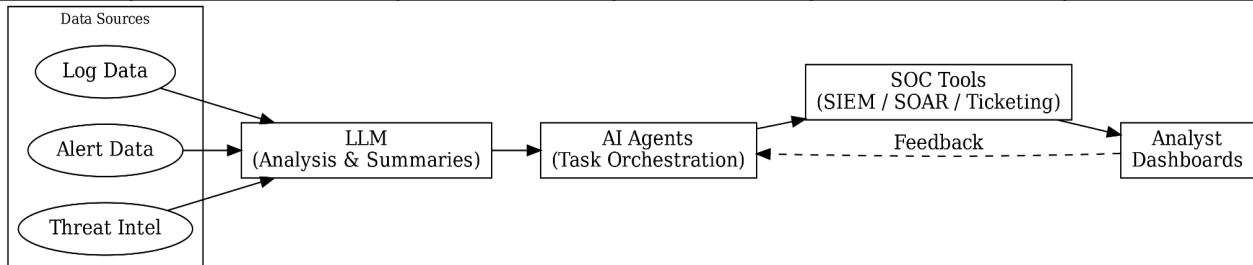 Data Sources
Log Data
Alert Data
Threat Intel
LLM
(Analysis & Summaries)
AI Agents
(Task Orchestration)
SOC Tools
(SIEM / SOAR / Ticketing)
Feedback
Analyst
Dashboards